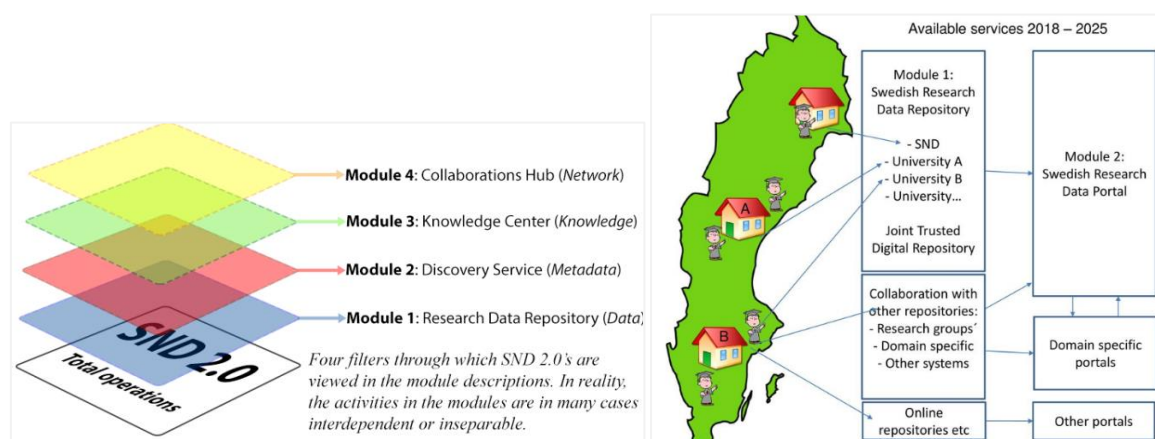 Module 4: Collaborations Hub (Network)
Module 3: Knowledge Center (Knowledge)
Module 2: Discovery Service (Metadata)
Module 1: Research Data Repository (Data)
SND 2.0
Total operations
Four filters through which SND 2.0's are
viewed in the module descriptions. In reality,
the activities in the modules are in many cases
interdependent or inseparable.
Available services 2018 – 2025
A
B
Module 1:
Swedish Research
Data Repository
- SND
- University A
- University B
- University...
Joint Trusted
Digital Repository
Module 2:
Swedish Research
Data Portal
Collaboration with
other repositories:
- Research groups´
- Domain specific
- Other systems
Domain specific
portals
Online
repositories etc
Other portals